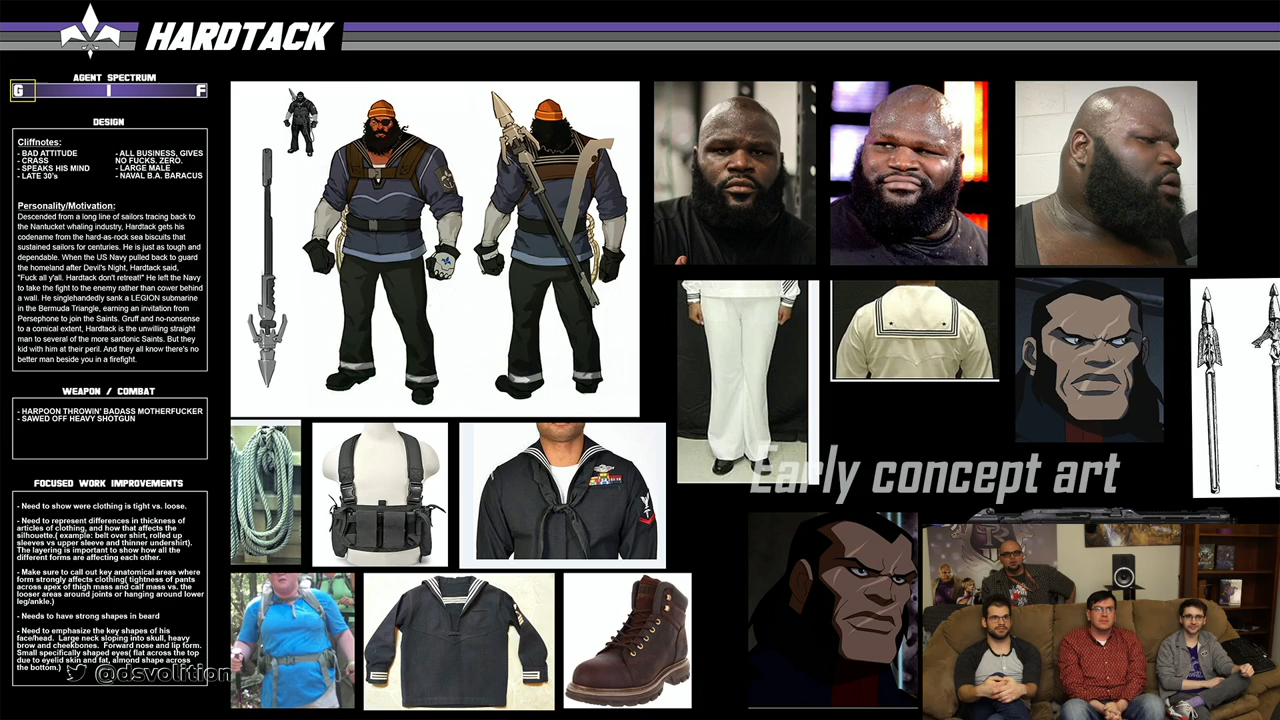 HARDTACK
AGENT SPECTRUM
G I F
DESIGN
Cliffnotes:
- BAD ATTITUDE
- CRASS
- SPEAKS HIS MIND
- LATE 30's
- ALL BUSINESS, GIVES
NO FUCKS. ZERO.
- LARGE MALE
- NAVAL B.A. BARACUS
Personality/Motivation:
Descended from a long line of sailors tracing back to
the Nantucket whaling industry, Hardtack gets his
codename from the hard-as-rock sea biscuits that
sustained sailors for centuries. He is just as tough and
dependable. When the US Navy pulled back to guard
the homeland after Devil's Night, Hardtack said,
"Fuck all y'all. Hardtack don't retreat!" He left the Navy
to take the fight to the enemy rather than cower behind
a wall. He singlehandedly sank a LEGION submarine
in the Bermuda Triangle, earning an invitation from
Persephone to join the Saints. Gruff and no-nonsense
to a comical extent, Hardtack is the unwilling straight
man to several of the more sardonic Saints. But they
kid with him at their peril. And they all know there's no
better man beside you in a firefight.
WEAPON / COMBAT
- HARPOON THROWIN' BADASS MOTHERFUCKER
- SAWED OFF HEAVY SHOTGUN
FOCUSED WORK IMPROVEMENTS
- Need to show were clothing is tight vs. loose.
- Need to represent differences in thickness of
articles of clothing, and how that affects the
silhouette.( example: belt over shirt, rolled up
sleeves vs upper sleeve and thinner undershirt).
The layering is important to show how all the
different forms are affecting each other.
- Make sure to call out key anatomical areas where
form strongly affects clothing( tightness of pants
across apex of thigh mass and calf mass vs. the
looser areas around joints or hanging around lower
leg/ankle.)
- Needs to have strong shapes in beard
- Need to emphasize the key shapes of his
face/head. Large neck sloping into skull, heavy
brow and cheekbones. Forward nose and lip form.
Small specifically shaped eyes( flat across the top
due to eyelid skin and fat, almond shape across
the bottom.)
@dsvolition
Early concept art